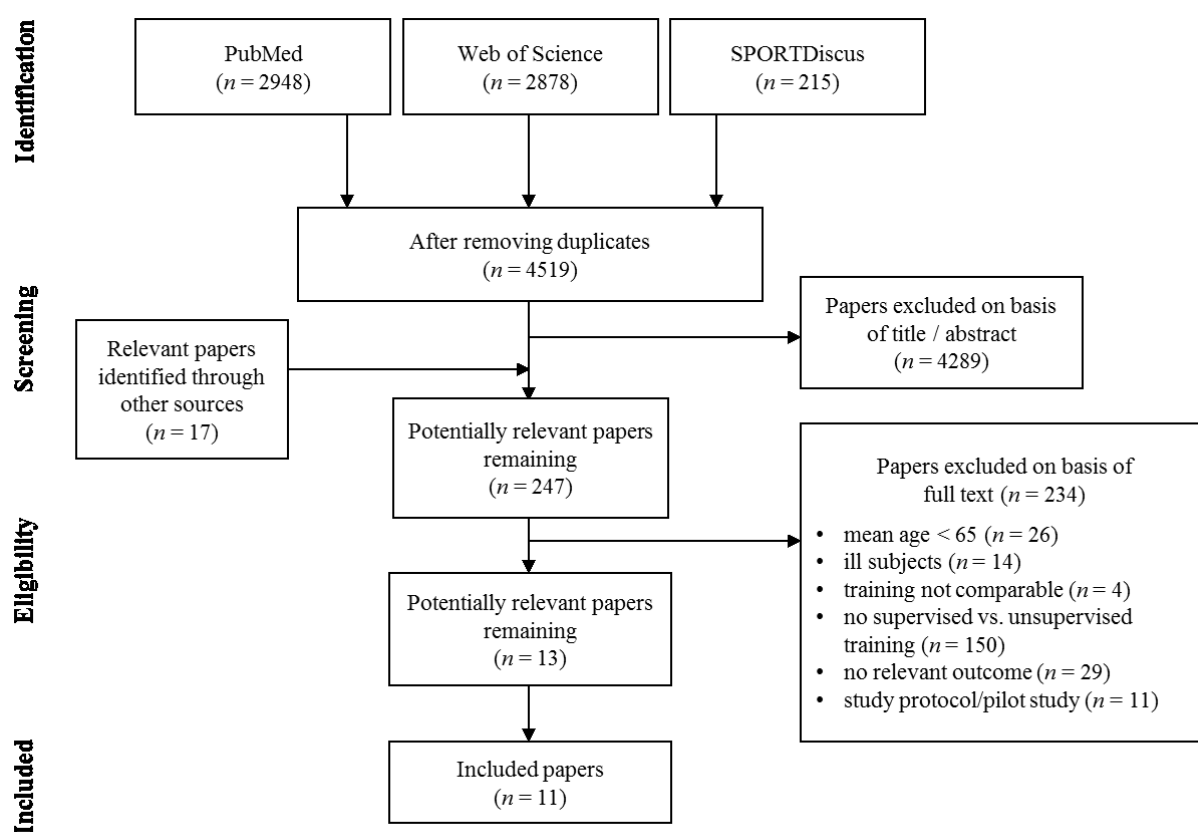 Identification
PubMed
(n = 2948)
Web of Science
(n = 2878)
SPORTDiscus
(n = 215)
After removing duplicates
(n = 4519)
Screening
Papers excluded on basis
of title / abstract
(n = 4289)
Relevant papers
identified through
other sources
(n = 17)
Potentially relevant papers
remaining
(n = 247)
Eligibility
Papers excluded on basis of
full text (n = 234)
• mean age < 65 (n = 26)
• ill subjects (n = 14)
• training not comparable (n = 4)
• no supervised vs. unsupervised
training (n = 150)
• no relevant outcome (n = 29)
• study protocol/pilot study (n = 11)
Potentially relevant papers
remaining
(n = 13)
Included
Included papers
(n = 11)